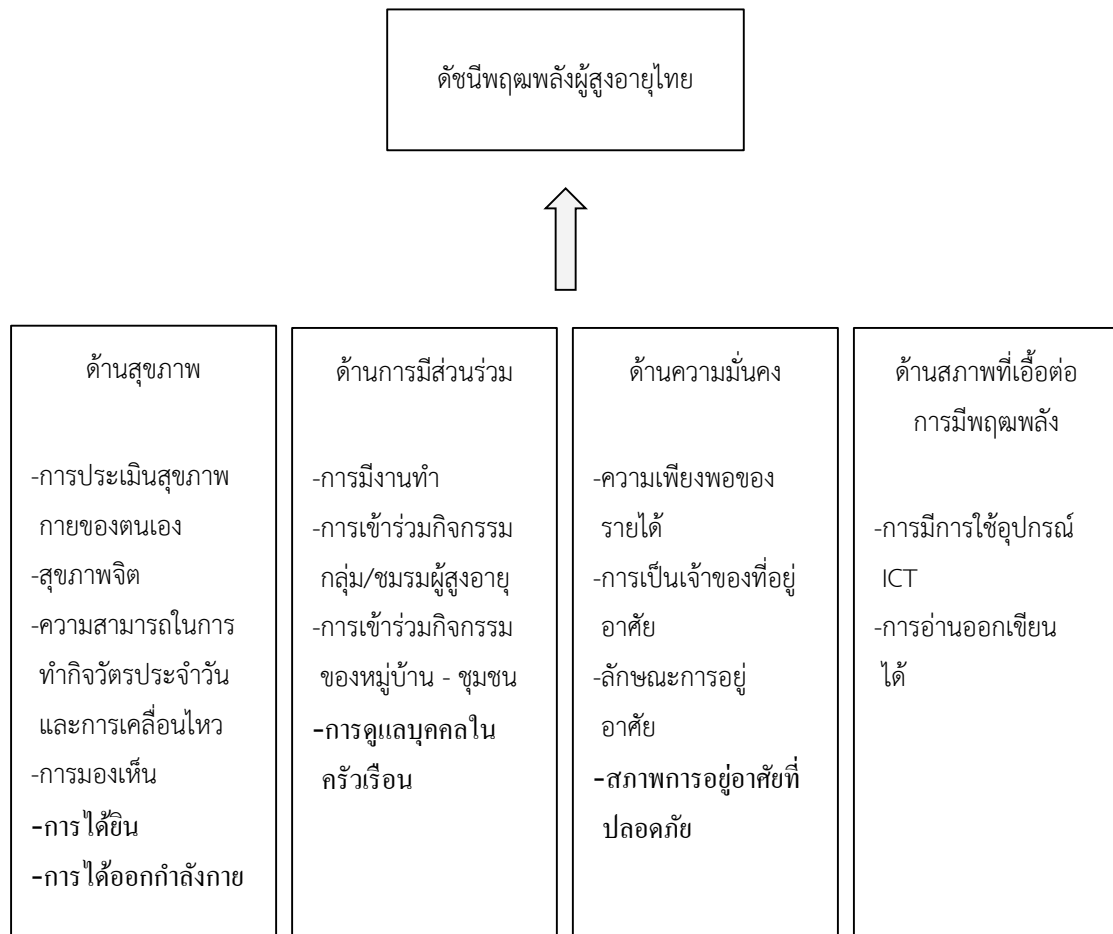 ดัชนีพฤฒพลังผู้สูงอายุไทย
ด้านสุขภาพ
-การประเมินสุขภาพ
กายของตนเอง
-สุขภาพจิต
-ความสามารถในการ
ทำกิจวัตรประจำวัน
และการเคลื่อนไหว
-การมองเห็น
-การได้ยิน
-การได้ออกกำลังกาย
ด้านการมีส่วนร่วม
-การมีงานทำ
-การเข้าร่วมกิจกรรม
กลุ่ม/ชมรมผู้สูงอายุ
-การเข้าร่วมกิจกรรม
ของหมู่บ้าน - ชุมชน
-การดูแลบุคคลใน
ครัวเรือน
ด้านความมั่นคง
-ความเพียงพอของ
รายได้
-การเป็นเจ้าของที่อยู่
อาศัย
-ลักษณะการอยู่
อาศัย
-สภาพการอยู่อาศัยที่
ปลอดภัย
ด้านสภาพที่เอื้อต่อ
การมีพฤฒพลัง
-การมีการใช้อุปกรณ์
ICT
-การอ่านออกเขียน
ได้